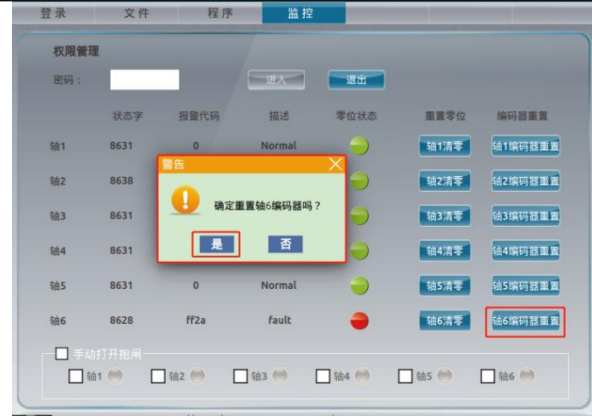 登录 文件 程序 监控
权限管理
密码： 进入 退出
状态字 报警代码 描述 零位状态 重置零位 编码器重置
轴1 8631 0 Normal 轴1清零 轴1编码器重置
警告
轴2 8638 轴2清零 轴2编码器重置
确定重置轴6编码器吗？
轴3 8631 轴3清零 轴3编码器重置
是 否
轴4 8631 轴4清零 轴4编码器重置
轴5 8631 0 Normal 轴5清零 轴5编码器重置
轴6 8628 ff2a fault 轴6清零 轴6编码器重置
手动打开抱闸
轴1 轴2 轴3 轴4 轴5 轴6